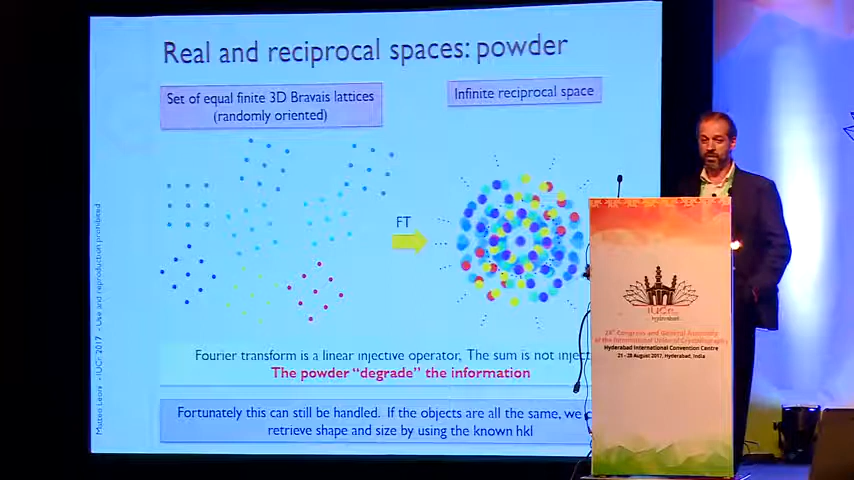 Real and reciprocal spaces: powder
Set of equal finite 3D Bravais lattices
(randomly oriented)
Infinite reciprocal space
FT
Fourier transform is a linear injective operator, The sum is not inject
The powder "degrade" the information
Fortunately this can still be handled. If the objects are all the same, we
retrieve shape and size by using the known hkl
Matteo Leoni - IUCr 2017 - Use and reproduction prohibited
IUCr
hyderabad
24th Congress and General Assembly
of the International Union of Crystallography
Hyderabad International Convention Centre
21 - 28 August 2017, Hyderabad, India